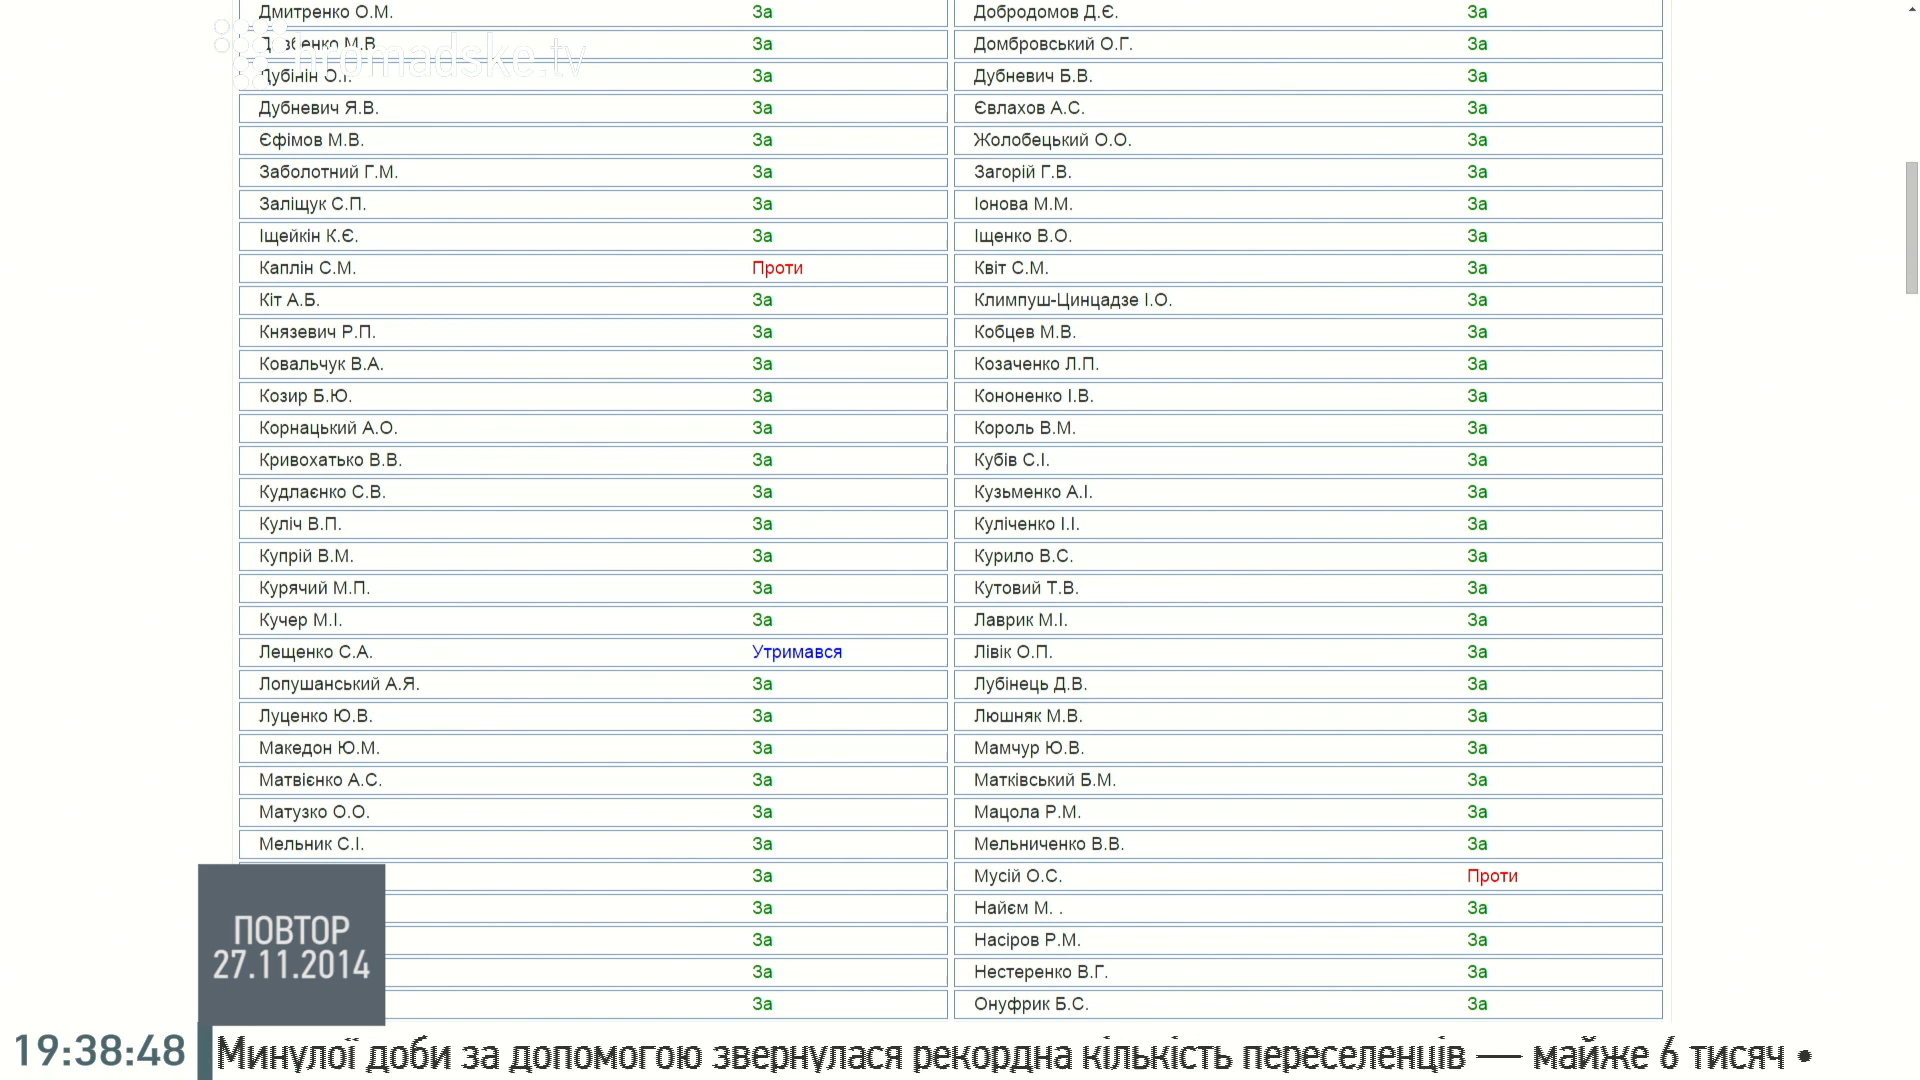 Дмитренко О.М. За Добродомов Д.Є. За
М.В. За Домбровський О.Г. За
Дубінін О.І. За Дубневич Б.В. За
hromadske.tv
Дубневич Я.В. За Євлахов А.С. За
Єфімов М.В. За Жолобецький О.О. За
Заболотний Г.М. За Загорій Г.В. За
Заліщук С.П. За Іонова М.М. За
Іщейкін К.Є. За Іщенко В.О. За
Каплін С.М. Проти Квіт С.М. За
Кіт А.Б. За Климпуш-Цинцадзе І.О. За
Князевич Р.П. За Кобцев М.В. За
Ковальчук В.А. За Козаченко Л.П. За
Козир Б.Ю. За Кононенко І.В. За
Корнацький А.О. За Король В.М. За
Кривохатько В.В. За Кубів С.І. За
Кудлаєнко С.В. За Кузьменко А.І. За
Куліч В.П. За Куліченко І.І. За
Купрій В.М. За Курило В.С. За
Курячий М.П. За Кутовий Т.В. За
Кучер М.І. За Лаврик М.І. За
Лещенко С.А. Утримався Лівік О.П. За
Лопушанський А.Я. За Лубінець Д.В. За
Луценко Ю.В. За Люшняк М.В. За
Македон Ю.М. За Мамчур Ю.В. За
Матвієнко А.С. За Матківський Б.М. За
Матузко О.О. За Мацола Р.М. За
Мельник С.І. За Мельниченко В.В. За
За Мусій О.С. Проти
За Найєм М. . За
За Насіров Р.М. За
За Нестеренко В.Г. За
За Онуфрик Б.С. За
ПОВТОР
27.11.2014
19:38:48 Минулої доби за допомогою звернулася рекордна кількість переселенців — майже 6 тисяч •